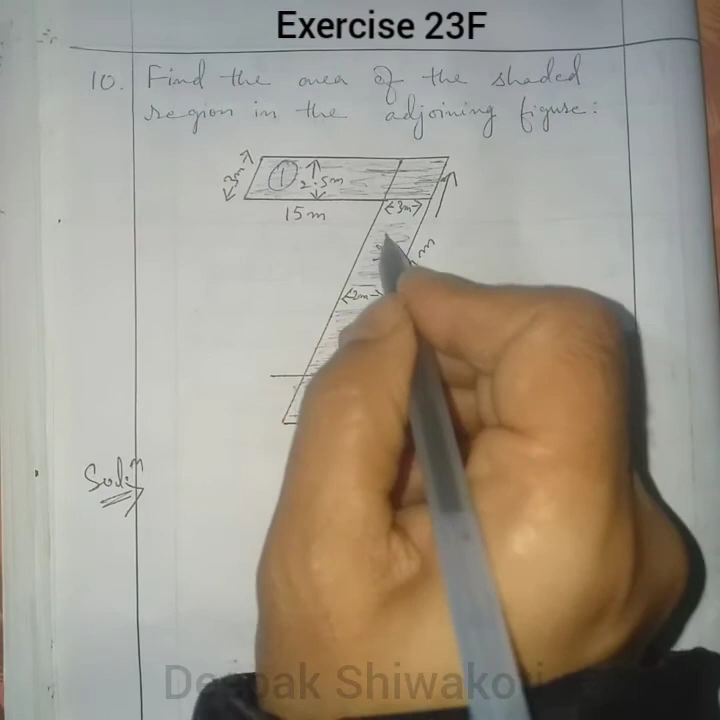 Exercise 23F
10. Find the area of the shaded
region in the adjoining figure:
3m
1
2.5m
15 m
3m
m
2m
Solⁿ
Deepak Shiwakoti